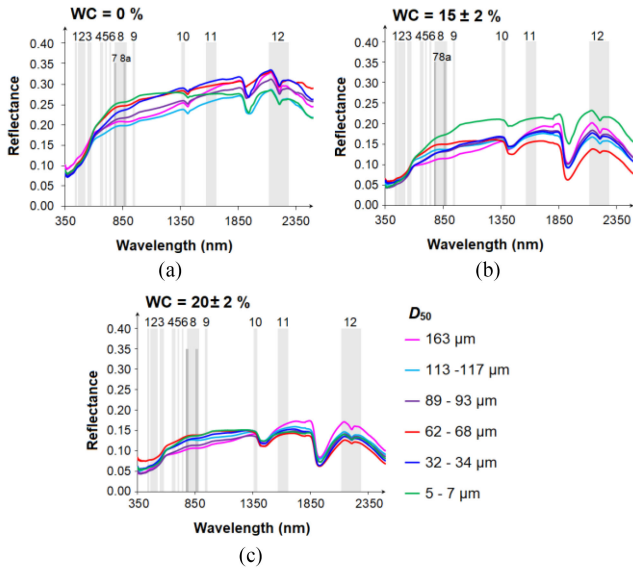 WC = 0 %
123 456 8 9 10 11 12
7 8a
0.40
0.35
0.30
0.25
0.20
0.15
0.10
0.05
0.00
Reflectance
350 850 1350 1850 2350
Wavelength (nm)
(a)
WC = 15 ± 2 %
123 456 8 9 10 11 12
78a
0.40
0.35
0.30
0.25
0.20
0.15
0.10
0.05
0.00
Reflectance
350 850 1350 1850 2350
Wavelength (nm)
(b)
WC = 20± 2 %
123 456 8 9 10 11 12
0.40
0.35
0.30
0.25
0.20
0.15
0.10
0.05
0.00
Reflectance
350 850 1350 1850 2350
Wavelength (nm)
(c)
D50
163 µm
113 -117 µm
89 - 93 µm
62 - 68 µm
32 - 34 µm
5 - 7 µm